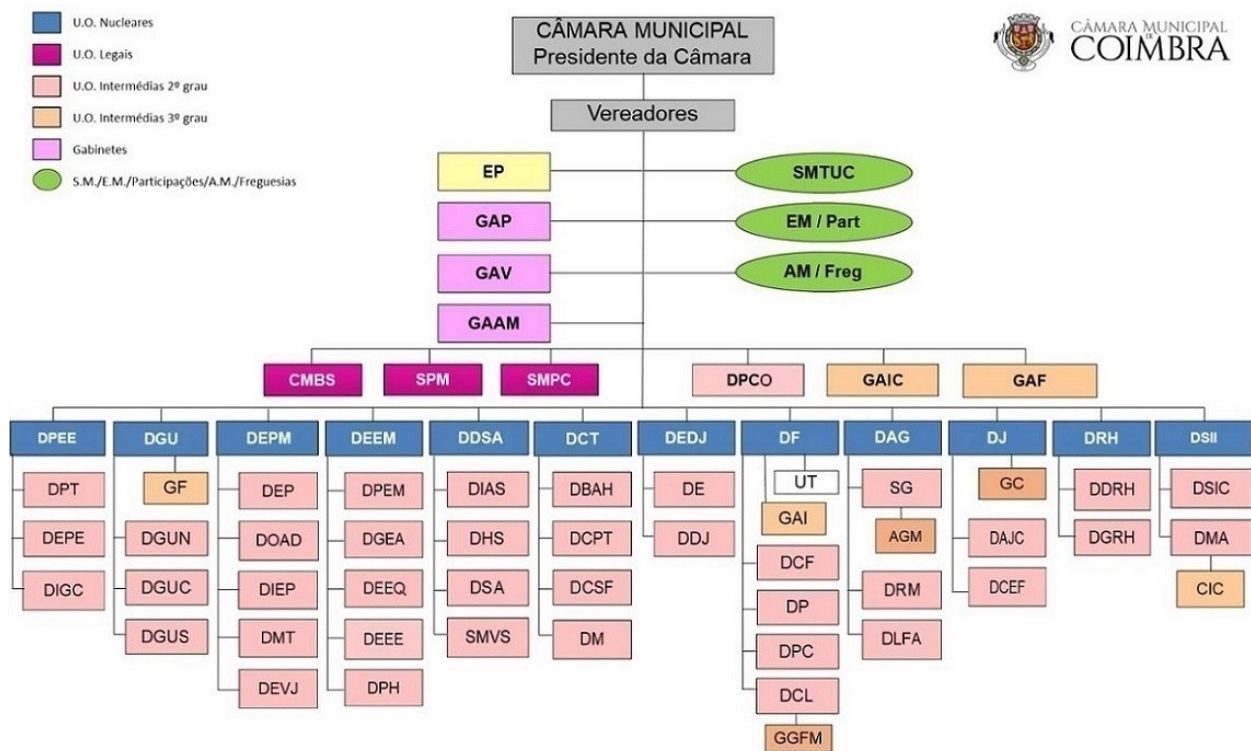 U.O. Nucleares
U.O. Legais
U.O. Intermédias 2º grau
U.O. Intermédias 3º grau
Gabinetes
S.M./E.M./Participações/A.M./Freguesias
CÂMARA MUNICIPAL
Presidente da Câmara
CÂMARA MUNICIPAL
DE
COIMBRA
Vereadores
EP
SMTUC
GAP
EM / Part
GAV
AM / Freg
GAAM
CMBS
SPM
SMPC
DPCO
GAIC
GAF
DPEE
DGU
DEPM
DEEM
DDSA
DCT
DEDJ
DF
DAG
DJ
DRH
DSII
DPT
DEPE
DIGC
GF
DGUN
DGUC
DGUS
DEP
DOAD
DIEP
DMT
DEVJ
DPEM
DGEA
DEEQ
DEEE
DPH
DIAS
DHS
DSA
SMVS
DBAH
DCPT
DCSF
DM
DE
DDJ
UT
GAI
DCF
DP
DPC
DCL
GGFM
SG
AGM
DRM
DLFA
GC
DAJC
DCEF
DDRH
DGRH
DSIC
DMA
CIC